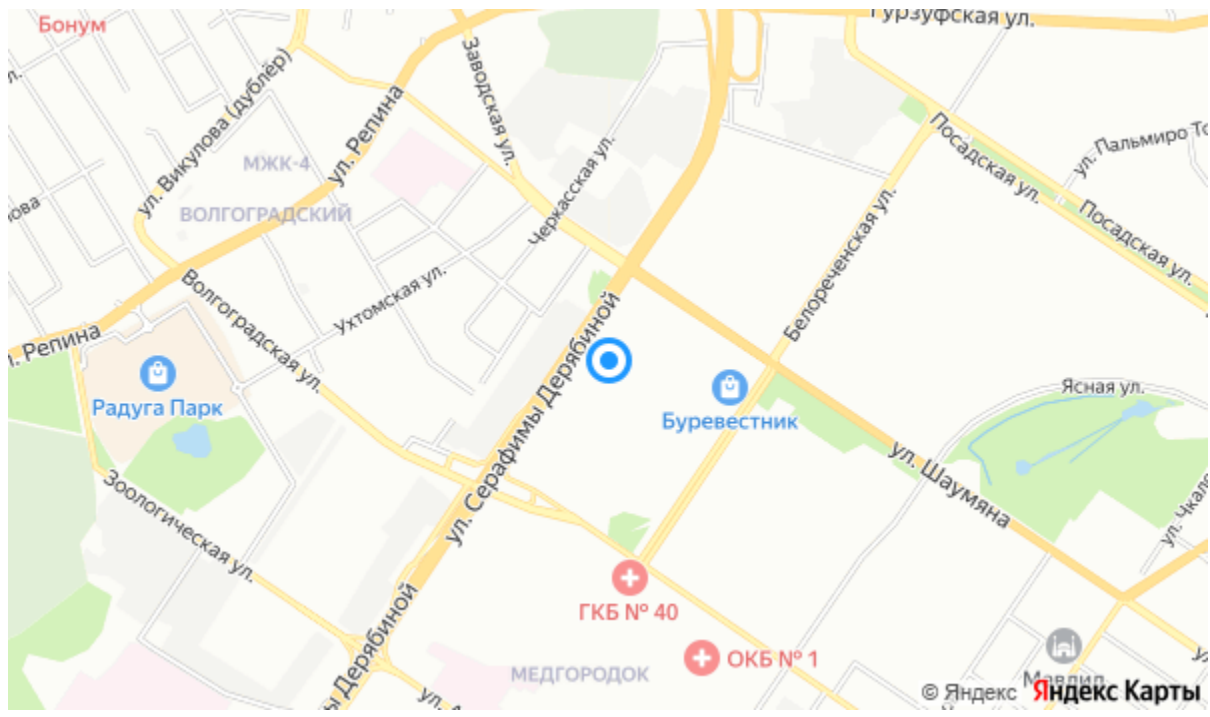 Бонум
Гурзуфская ул.
ул. Викулова (дублёр)
Заводская ул.
ул. Репина
Посадская ул.
ул. Пальмиро То
МЖК-4
Черкасская ул.
ВОЛГОГРАДСКИЙ
Белореченская ул.
Посадская ул.
Волгоградская ул.
Ухтомская ул.
Репина
ул. Серафимы Дерябиной
Радуга Парк
Буревестник
Ясная ул.
ул. Шаумяна
Зоологическая ул.
ул. Чкало
ГКБ № 40
ОКБ № 1
МЕДГОРОДОК
Мавлид
ы Дерябиной
ул. А
© Яндекс Яндекс Карты